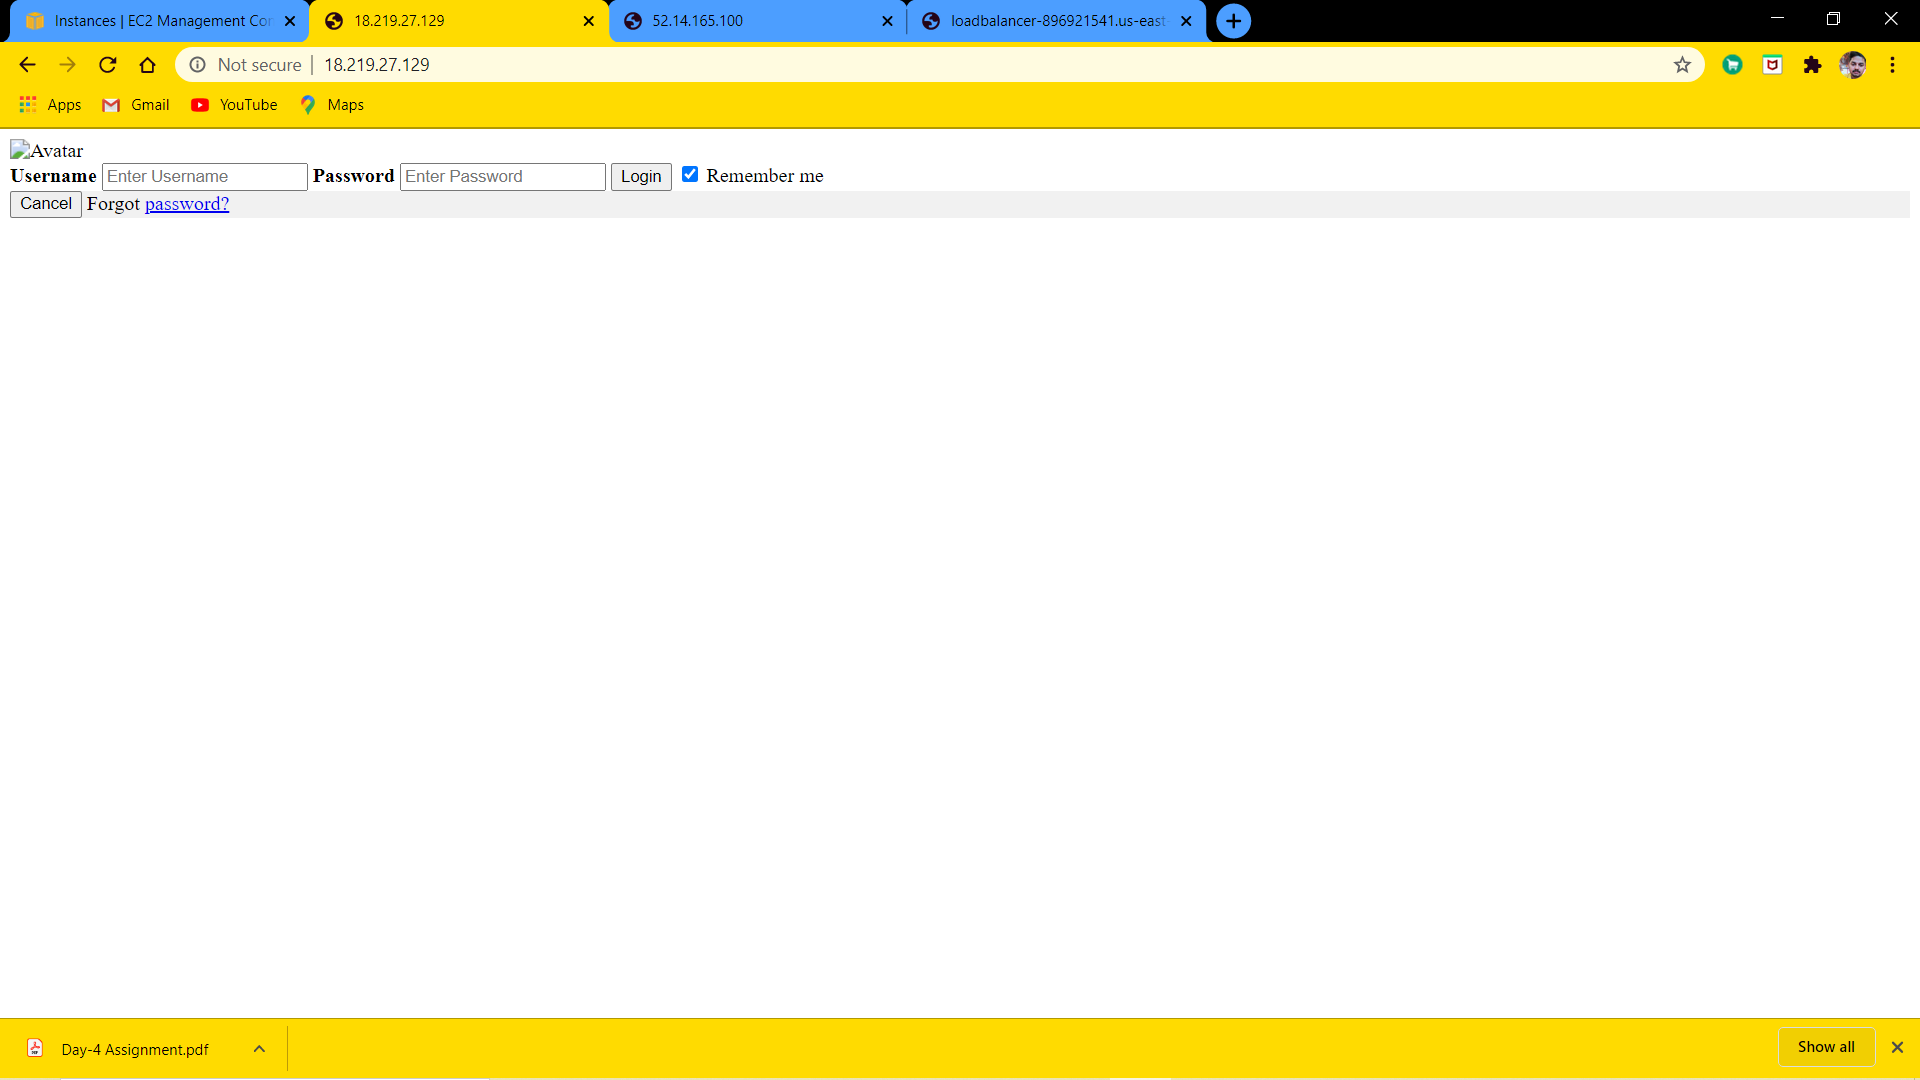 Instances | EC2 Management Con
18.219.27.129
52.14.165.100
loadbalancer-896921541.us-east-
Not secure | 18.219.27.129
Apps Gmail YouTube Maps
Avatar
Username Enter Username Password Enter Password Login Remember me
Cancel Forgot password?
Day-4 Assignment.pdf
Show all